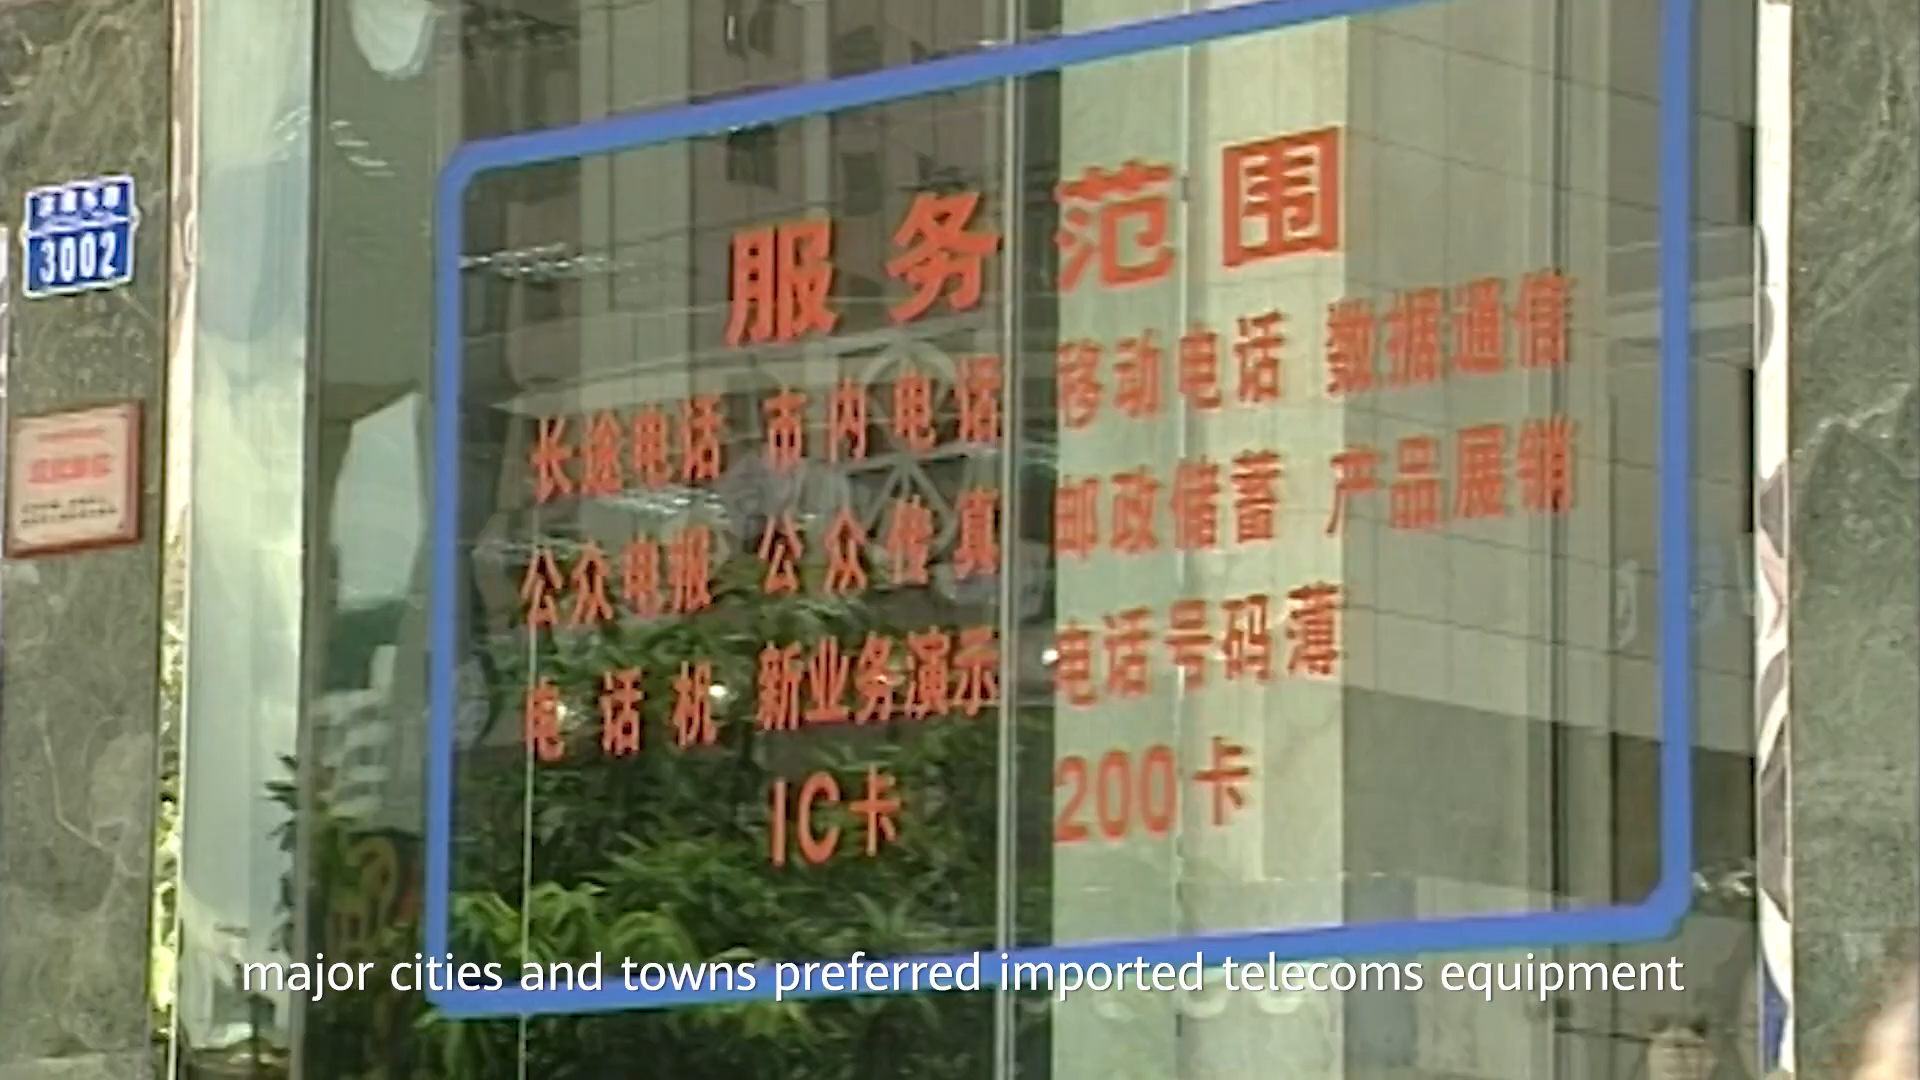 3002
服务范围
长途电话 市内电话 移动电话 数据通信
公众电报 公众传真 邮政储蓄 产品展销
电话机 新业务演示 电话号码薄
IC卡 200卡
major cities and towns preferred imported telecoms equipment